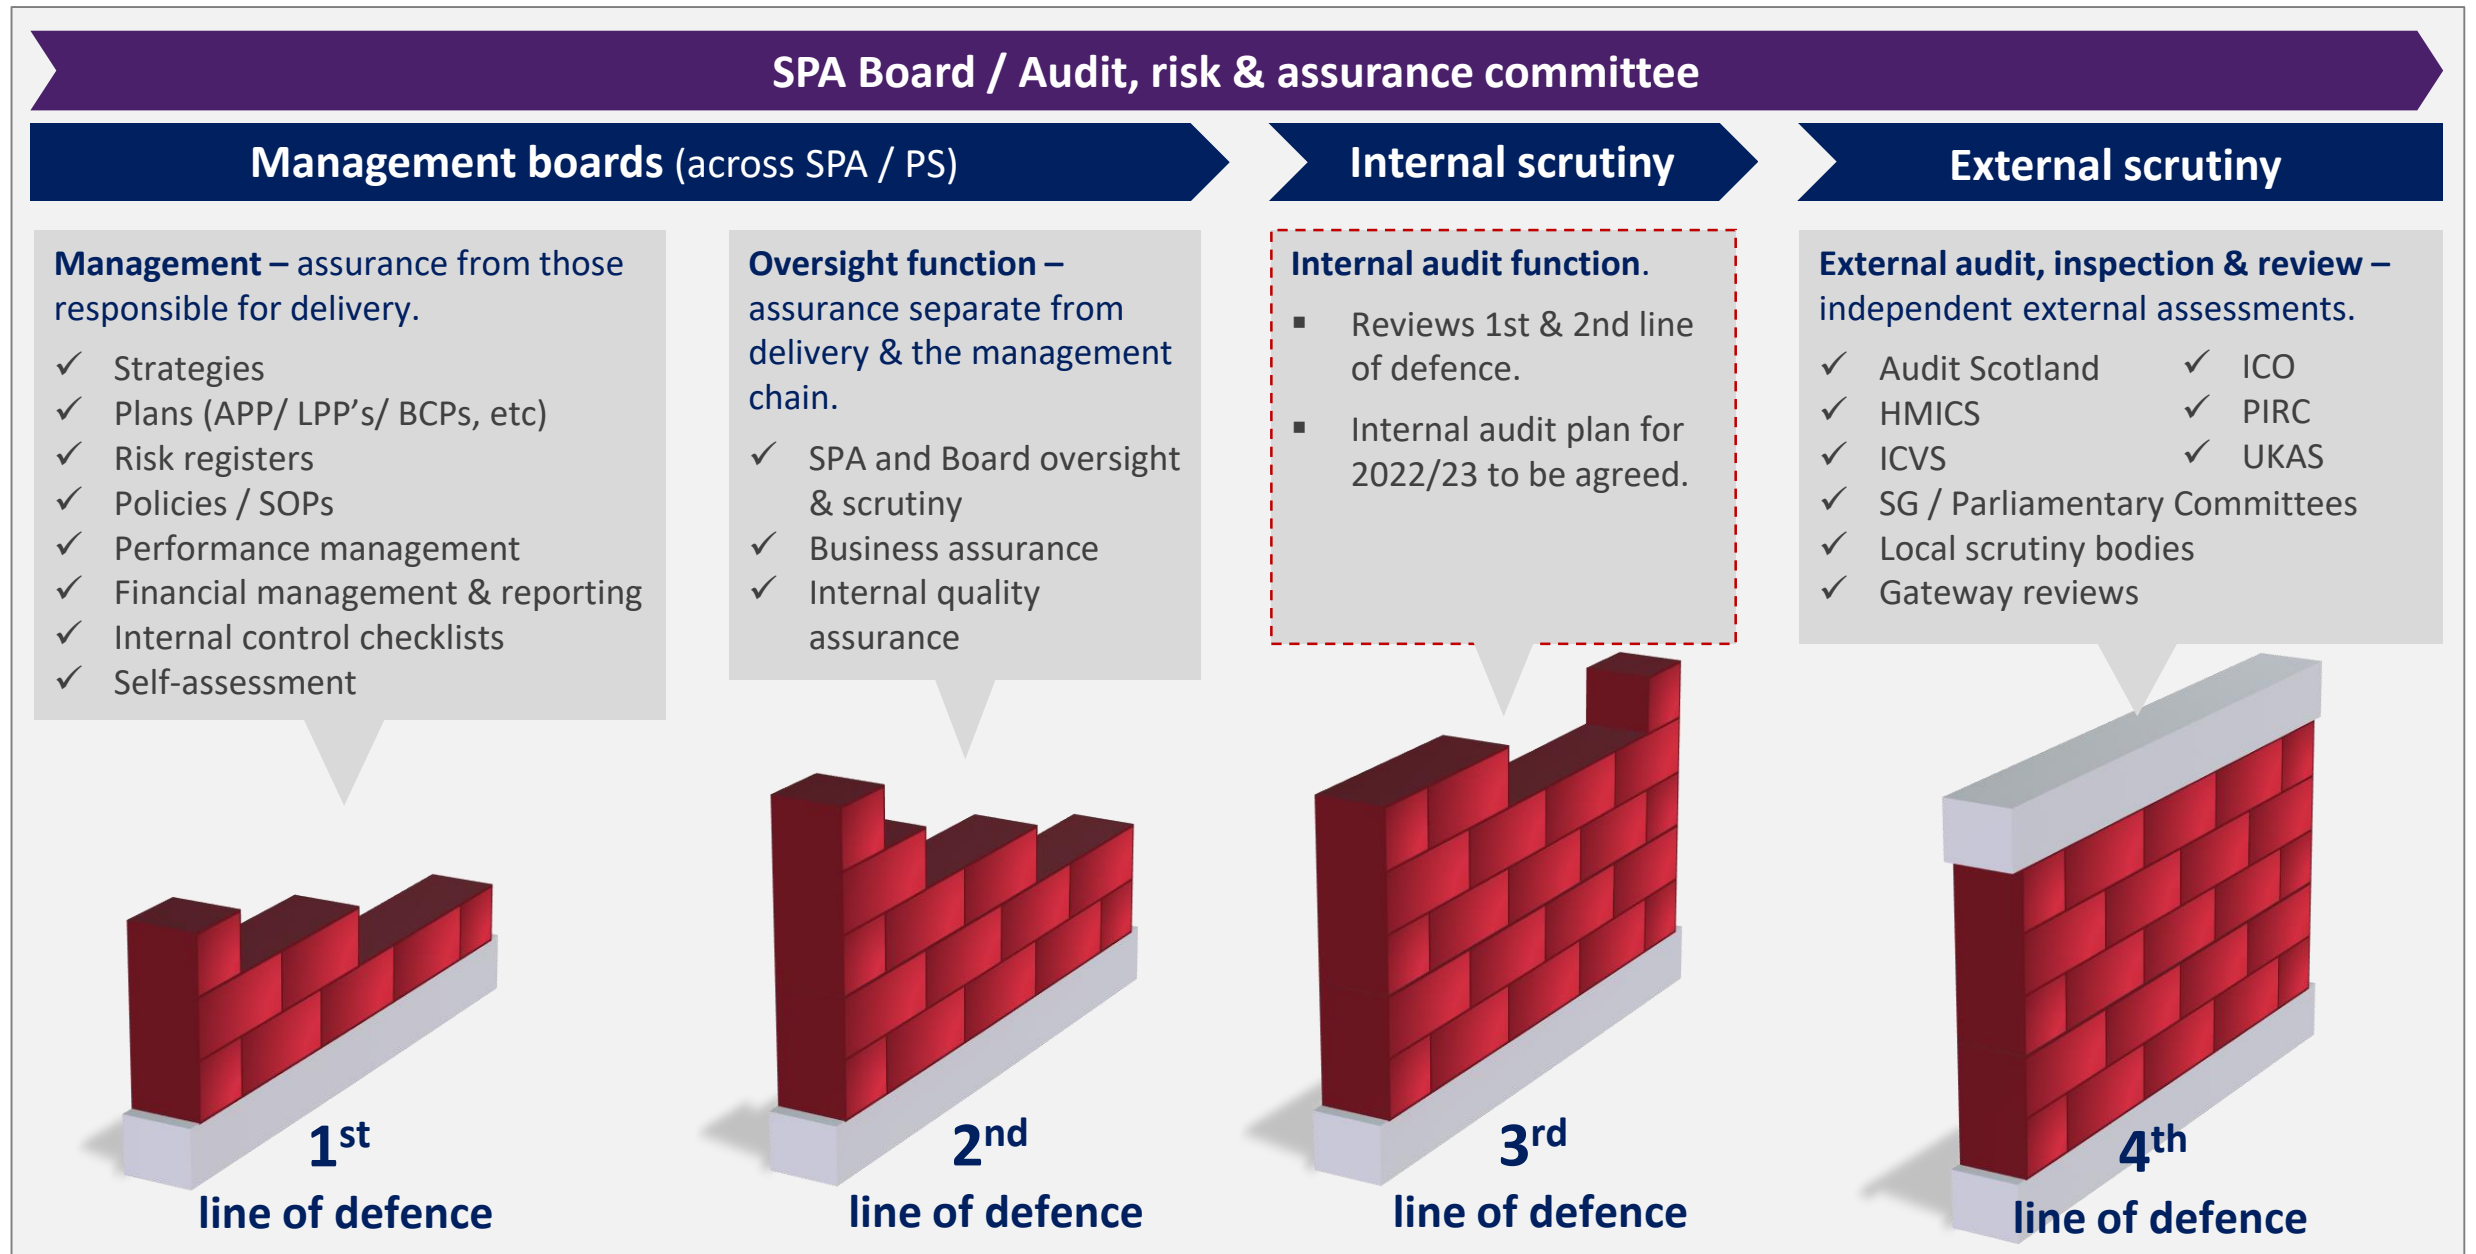 SPA Board / Audit, risk & assurance committee
Management boards (across SPA / PS)
Internal scrutiny
External scrutiny
Management – assurance from those
responsible for delivery.
✓ Strategies
✓ Plans (APP/ LPP’s/ BCPs, etc)
✓ Risk registers
✓ Policies / SOPs
✓ Performance management
✓ Financial management & reporting
✓ Internal control checklists
✓ Self-assessment
1st
line of defence
Oversight function –
assurance separate from
delivery & the management
chain.
✓ SPA and Board oversight
& scrutiny
✓ Business assurance
✓ Internal quality
assurance
2nd
line of defence
Internal audit function.
▪ Reviews 1st & 2nd line
of defence.
▪ Internal audit plan for
2022/23 to be agreed.
3rd
line of defence
External audit, inspection & review –
independent external assessments.
✓ Audit Scotland ✓ ICO
✓ HMICS ✓ PIRC
✓ ICVS ✓ UKAS
✓ SG / Parliamentary Committees
✓ Local scrutiny bodies
✓ Gateway reviews
4th
line of defence